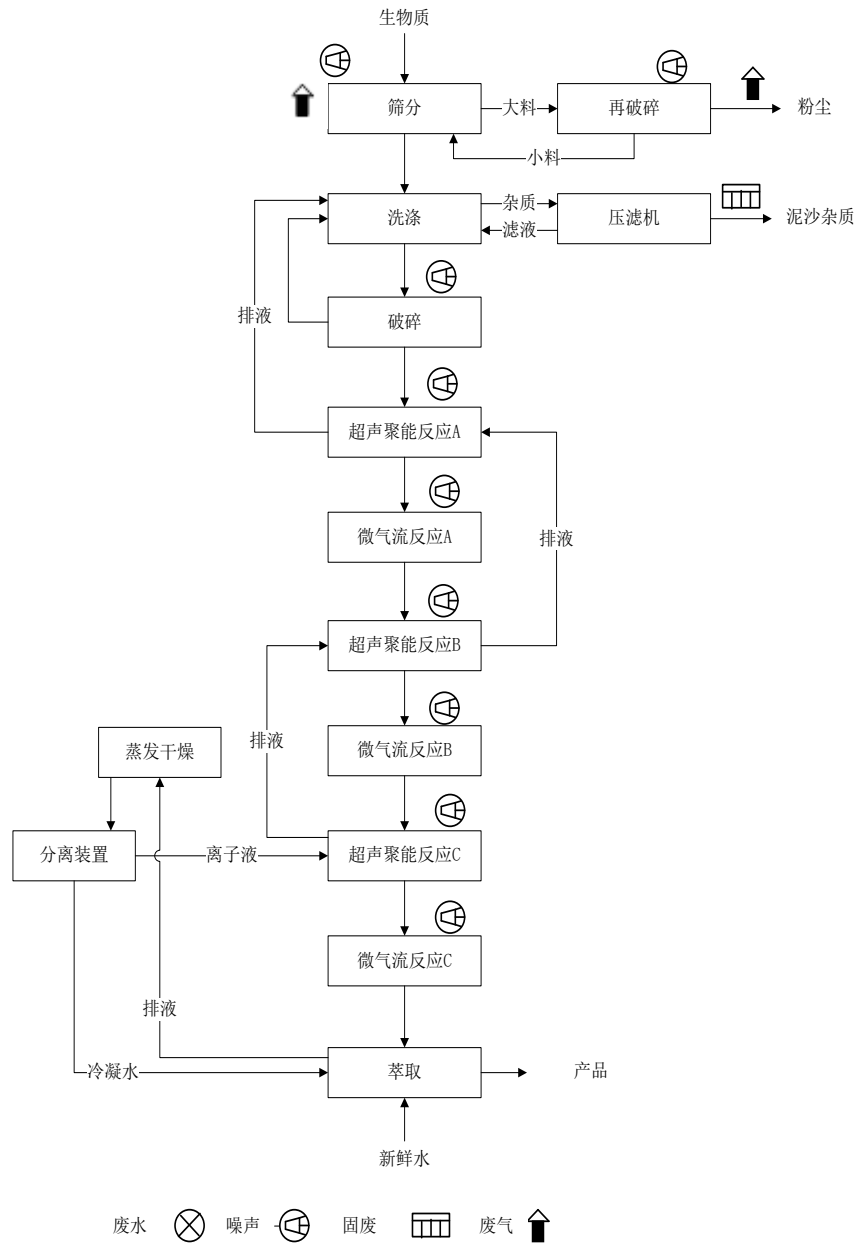 生物质
筛分
大料
再破碎
粉尘
小料
洗涤
杂质
滤液
压滤机
泥沙杂质
排液
破碎
超声聚能反应A
微气流反应A
排液
超声聚能反应B
排液
蒸发干燥
微气流反应B
分离装置
离子液
超声聚能反应C
微气流反应C
排液
冷凝水
萃取
产品
新鲜水
废水 噪声 固废 废气